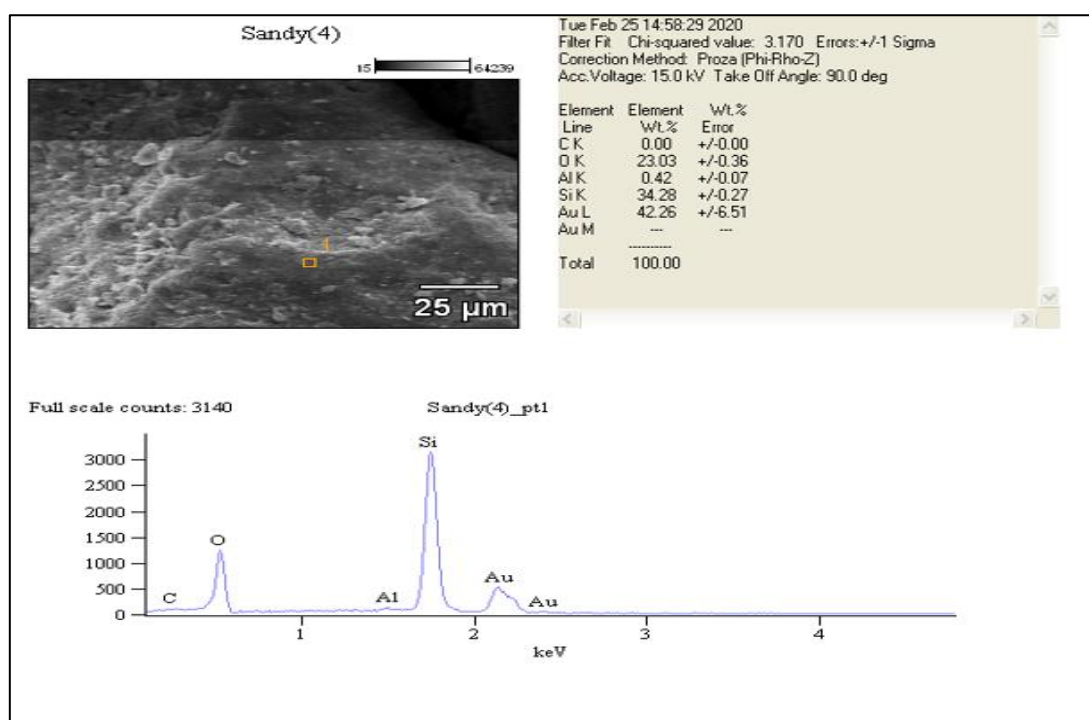 Sandy(4)
15 64239
1
25 µm
Tue Feb 25 14:58:29 2020
Filter Fit Chi-squared value: 3.170 Errors:+/-1 Sigma
Correction Method: Proza (Phi-Rho-Z)
Acc.Voltage: 15.0 kV Take Off Angle: 90.0 deg
Element Element Wt.%
Line Wt.% Error
C K 0.00 +/-0.00
O K 23.03 +/-0.36
Al K 0.42 +/-0.07
Si K 34.28 +/-0.27
Au L 42.26 +/-6.51
Au M --- ---
----------
Total 100.00
Full scale counts: 3140 Sandy(4)_pt1
3000
2500
2000
1500
1000
500
0
C
O
Al
Si
Au
Au
1 2 3 4
keV